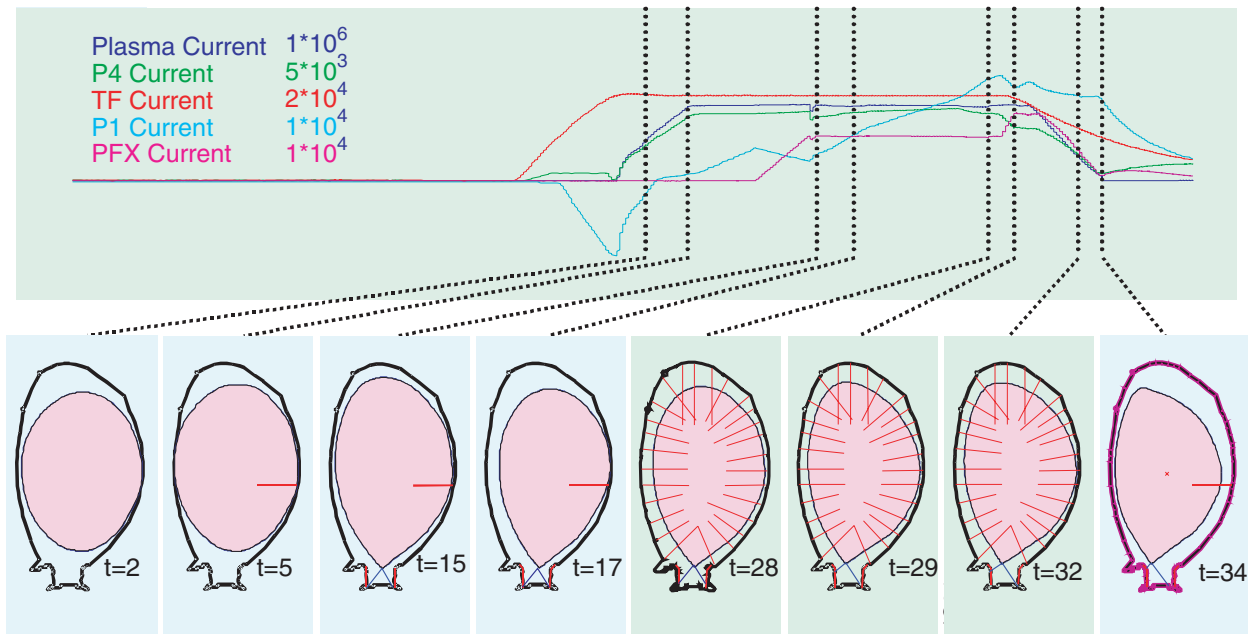 Plasma Current 1*10^6
P4 Current 5*10^3
TF Current 2*10^4
P1 Current 1*10^4
PFX Current 1*10^4
t=2 t=5 t=15 t=17 t=28 t=29 t=32 t=34